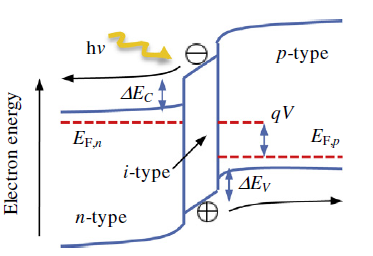 hν
p-type
ΔE_C
qV
E_F,n
E_F,p
i-type
ΔE_V
n-type
Electron energy